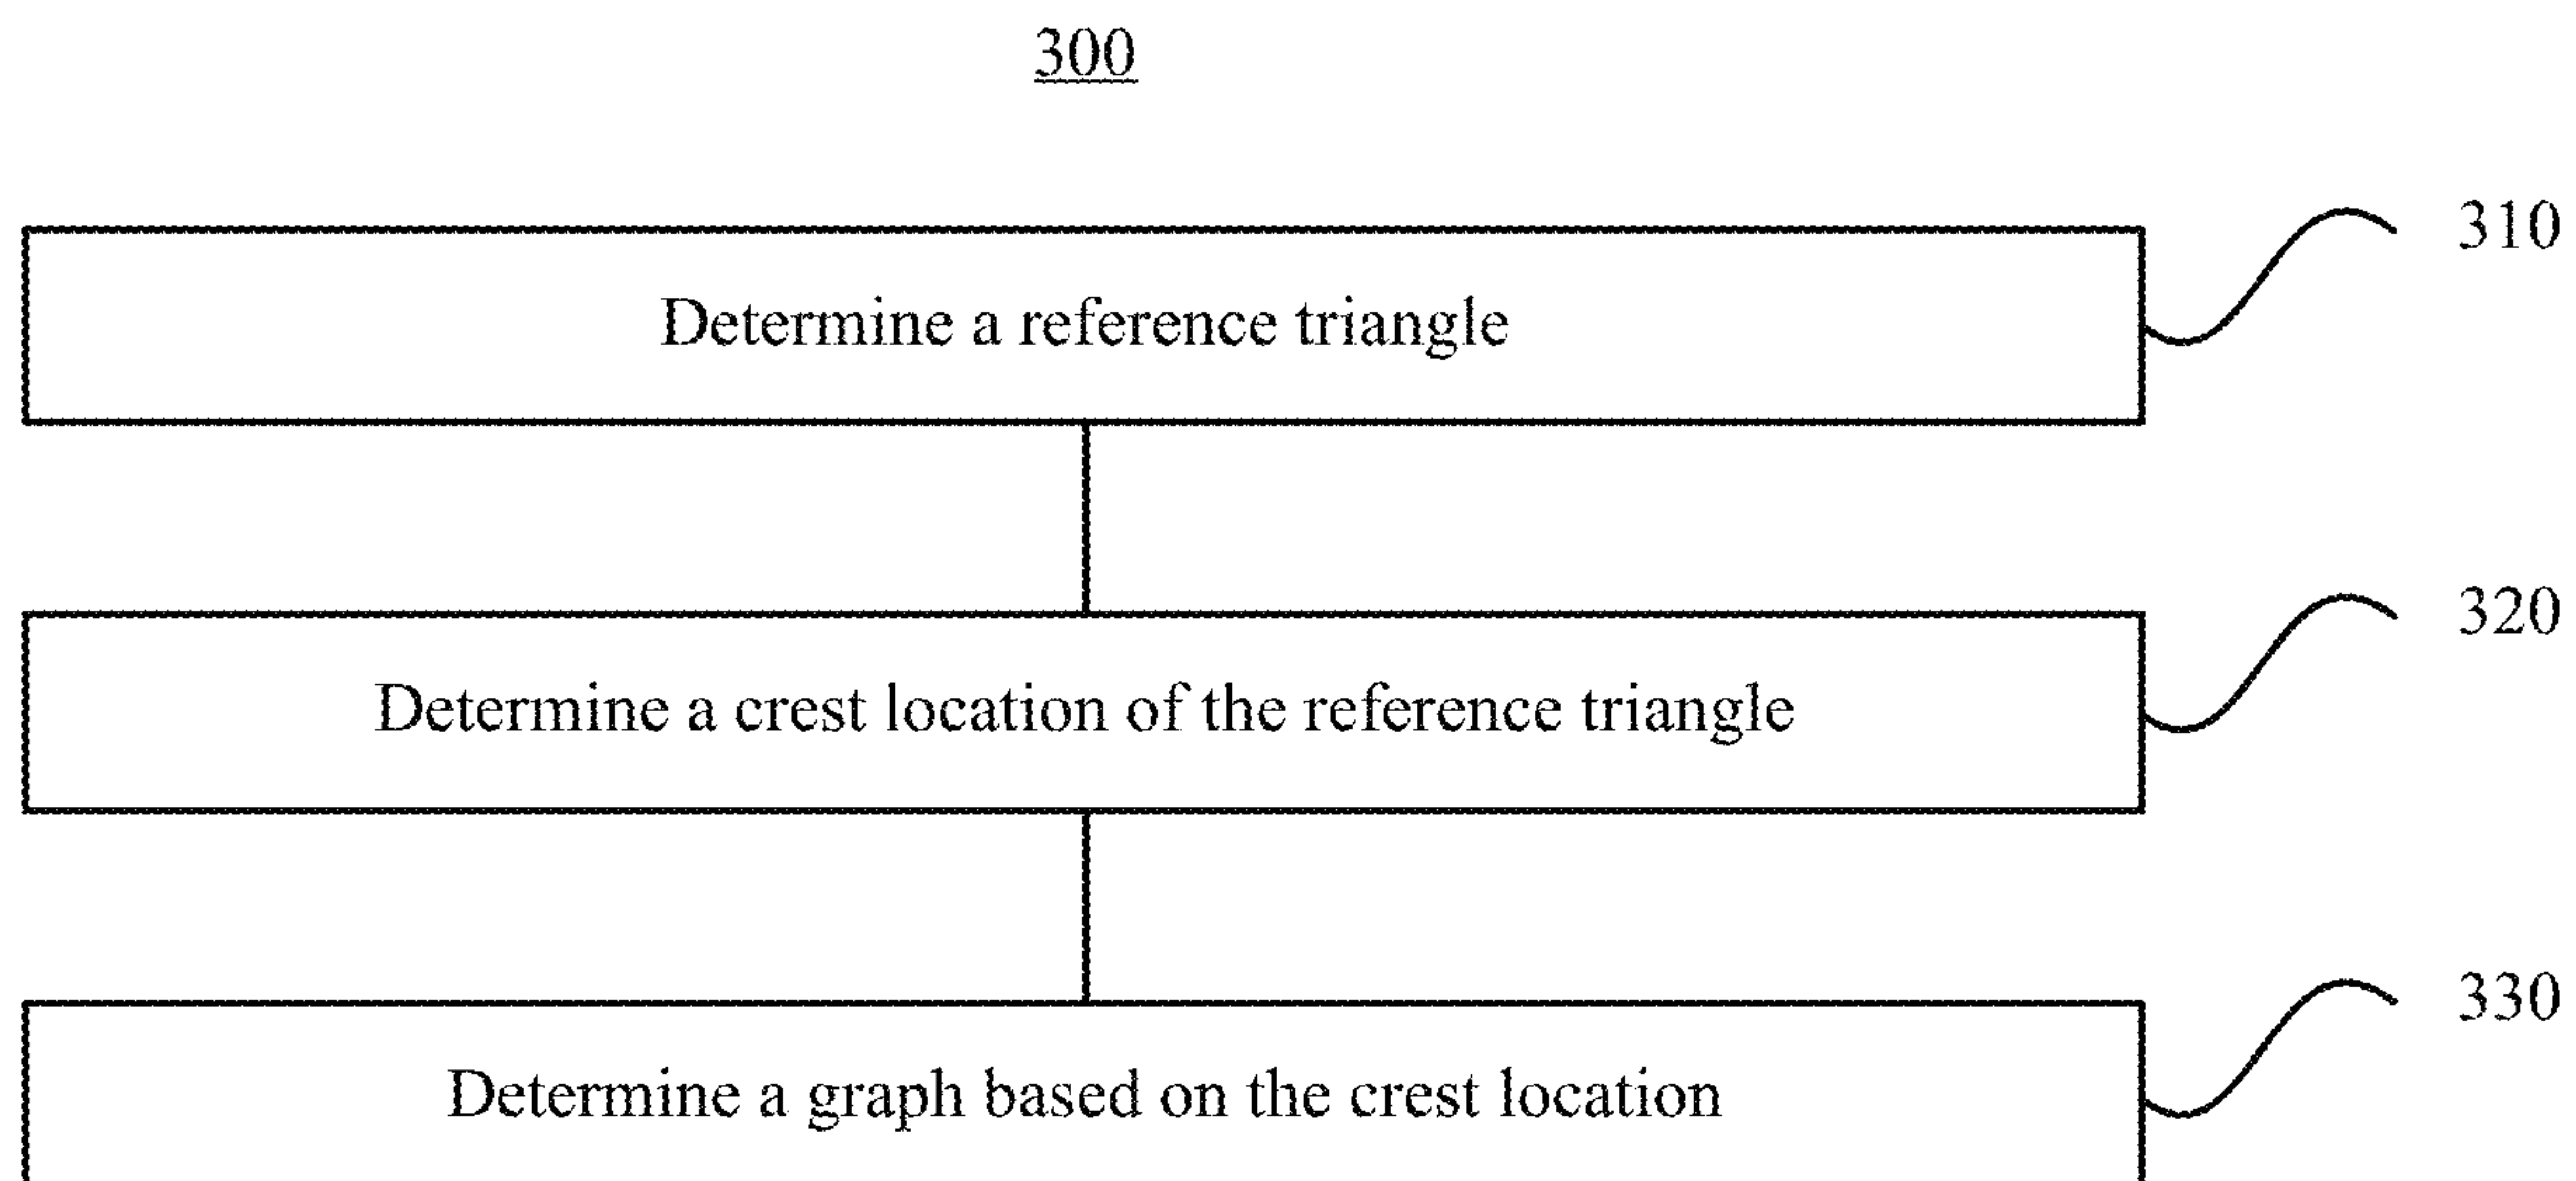 300
310
Determine a reference triangle
320
Determine a crest location of the reference triangle
330
Determine a graph based on the crest location